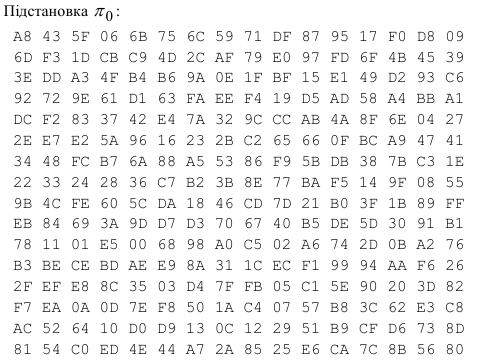 Підстановка π₀:
A8 43 5F 06 6B 75 6C 59 71 DF 87 95 17 F0 D8 09
6D F3 1D CB C9 4D 2C AF 79 E0 97 FD 6F 4B 45 39
3E DD A3 4F B4 B6 9A 0E 1F BF 15 E1 49 D2 93 C6
92 72 9E 61 D1 63 FA EE F4 19 D5 AD 58 A4 BB A1
DC F2 83 37 42 E4 7A 32 9C CC AB 4A 8F 6E 04 27
2E E7 E2 5A 96 16 23 2B C2 65 66 0F BC A9 47 41
34 48 FC B7 6A 88 A5 53 86 F9 5B DB 38 7B C3 1E
22 33 24 28 36 C7 B2 3B 8E 77 BA F5 14 9F 08 55
9B 4C FE 60 5C DA 18 46 CD 7D 21 B0 3F 1B 89 FF
EB 84 69 3A 9D D7 D3 70 67 40 B5 DE 5D 30 91 B1
78 11 01 E5 00 68 98 A0 C5 02 A6 74 2D 0B A2 76
B3 BE CE BD AE E9 8A 31 1C EC F1 99 94 AA F6 26
2F EF E8 8C 35 03 D4 7F FB 05 C1 5E 90 20 3D 82
F7 EA 0A 0D 7E F8 50 1A C4 07 57 B8 3C 62 E3 C8
AC 52 64 10 D0 D9 13 0C 12 29 51 B9 CF D6 73 8D
81 54 C0 ED 4E 44 A7 2A 85 25 E6 CA 7C 8B 56 80